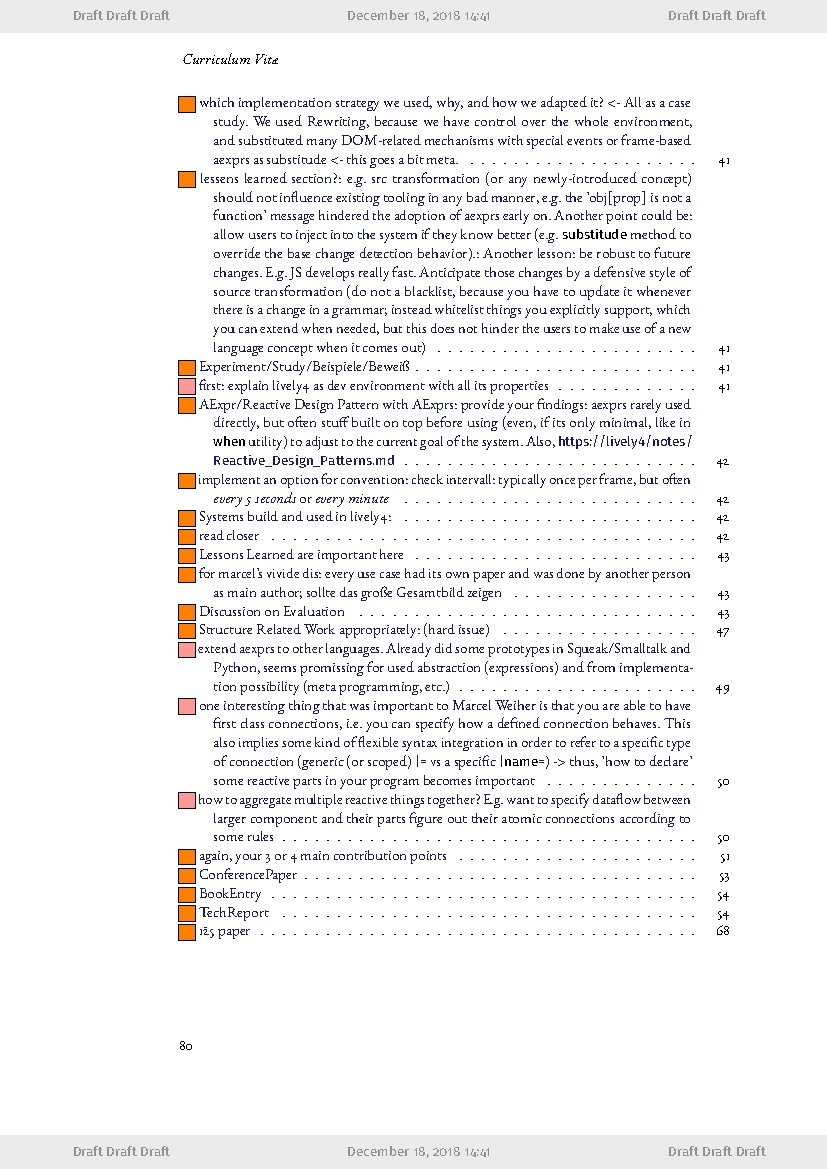 Draft Draft Draft December 18, 2018 14:41 Draft Draft Draft
Curriculum Vitæ
which implementation strategy we used, why, and how we adapted it? <- All as a case
study. We used Rewriting, because we have control over the whole environment,
and substituted many DOM-related mechanisms with special events or frame-based
aexprs as substitude <- this goes a bit meta. . . . . . . . . . . . . . . . . . . . . . . . 41
lessens learned section?: e.g. src transformation (or any newly-introduced concept)
should not influence existing tooling in any bad manner, e.g. the 'obj[prop] is not a
function' message hindered the adoption of aexprs early on. Another point could be:
allow users to inject into the system if they know better (e.g. substitude method to
override the base change detection behavior).: Another lesson: be robust to future
changes. E.g. JS develops really fast. Anticipate those changes by a defensive style of
source transformation (do not a blacklist, because you have to update it whenever
there is a change in a grammar; instead whitelist things you explicitly support, which
you can extend when needed, but this does not hinder the users to make use of a new
language concept when it comes out) . . . . . . . . . . . . . . . . . . . . . . . . . . 41
Experiment/Study/Beispiele/Beweiß . . . . . . . . . . . . . . . . . . . . . . . . . . . . 41
first: explain lively4 as dev environment with all its properties . . . . . . . . . . . . . 41
AExpr/Reactive Design Pattern with AExprs: provide your findings: aexprs rarely used
directly, but often stuff built on top before using (even, if its only minimal, like in
when utility) to adjust to the current goal of the system. Also, https://lively4/notes/
Reactive_Design_Patterns.md . . . . . . . . . . . . . . . . . . . . . . . . . . . . . 42
implement an option for convention: check intervall: typically once per frame, but often
every 5 seconds or every minute . . . . . . . . . . . . . . . . . . . . . . . . . . . . . 42
Systems build and used in lively4: . . . . . . . . . . . . . . . . . . . . . . . . . . . . . 42
read closer . . . . . . . . . . . . . . . . . . . . . . . . . . . . . . . . . . . . . . . . . 42
Lessons Learned are important here . . . . . . . . . . . . . . . . . . . . . . . . . . . . 43
for marcel's vivide dis: every use case had its own paper and was done by another person
as main author; sollte das große Gesamtbild zeigen . . . . . . . . . . . . . . . . . . 43
Discussion on Evaluation . . . . . . . . . . . . . . . . . . . . . . . . . . . . . . . . . 43
Structure Related Work appropriately: (hard issue) . . . . . . . . . . . . . . . . . . . 47
extend aexprs to other languages. Already did some prototypes in Squeak/Smalltalk and
Python, seems promissing for used abstraction (expressions) and from implementa-
tion possibility (meta programming, etc.) . . . . . . . . . . . . . . . . . . . . . . . . 49
one interesting thing that was important to Marcel Weiher is that you are able to have
first class connections, i.e. you can specify how a defined connection behaves. This
also implies some kind of flexible syntax integration in order to refer to a specific type
of connection (generic (or scoped) |= vs a specific |name=) -> thus, 'how to declare'
some reactive parts in your program becomes important . . . . . . . . . . . . . . . 50
how to aggregate multiple reactive things together? E.g. want to specify dataflow between
larger component and their parts figure out their atomic connections according to
some rules . . . . . . . . . . . . . . . . . . . . . . . . . . . . . . . . . . . . . . . . 50
again, your 3 or 4 main contribution points . . . . . . . . . . . . . . . . . . . . . . . . 51
ConferencePaper . . . . . . . . . . . . . . . . . . . . . . . . . . . . . . . . . . . . . . 53
BookEntry . . . . . . . . . . . . . . . . . . . . . . . . . . . . . . . . . . . . . . . . . 54
TechReport . . . . . . . . . . . . . . . . . . . . . . . . . . . . . . . . . . . . . . . . 54
125 paper . . . . . . . . . . . . . . . . . . . . . . . . . . . . . . . . . . . . . . . . . . 68
80
Draft Draft Draft December 18, 2018 14:41 Draft Draft Draft